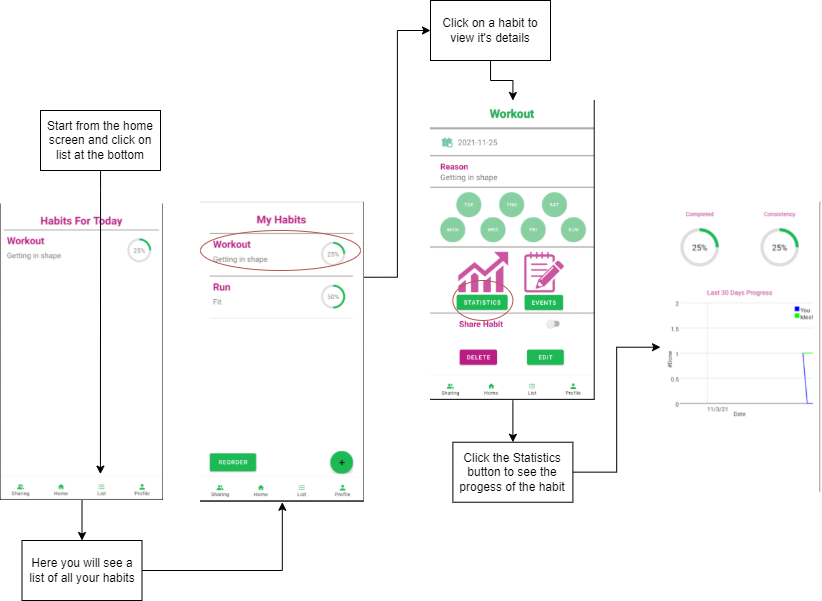 Click on a habit to
view it's details
Start from the home
screen and click on
list at the bottom
Habits For Today
Workout
Getting in shape
25%
Sharing
Home
List
Profile
Here you will see a
list of all your habits
My Habits
Workout
Getting in shape
25%
Run
Fit
50%
REORDER
+
Sharing
Home
List
Profile
Workout
2021-11-25
Reason
Getting in shape
TUE
THU
SAT
MON
WED
FRI
SUN
STATISTICS
EVENTS
Share Habit
DELETE
EDIT
Sharing
Home
List
Profile
Click the Statistics
button to see the
progess of the habit
Completed
Consistency
25%
25%
Last 30 Days Progress
You
Ideal
2
1.5
1
0.5
0
#Done
11/3/21
Date